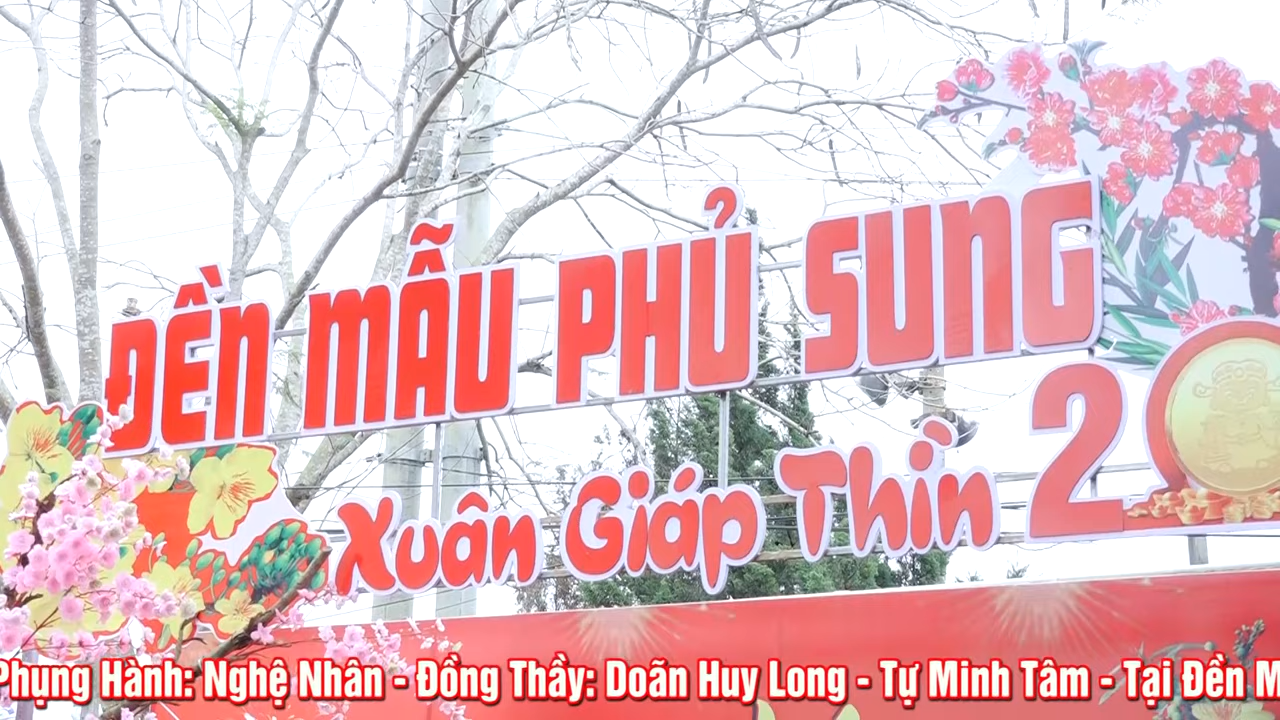 ĐỀN MẪU PHỦ SUNG
Xuân Giáp Thìn 2
Phụng Hành: Nghệ Nhân - Đồng Thầy: Doãn Huy Long - Tự Minh Tâm - Tại Đền M